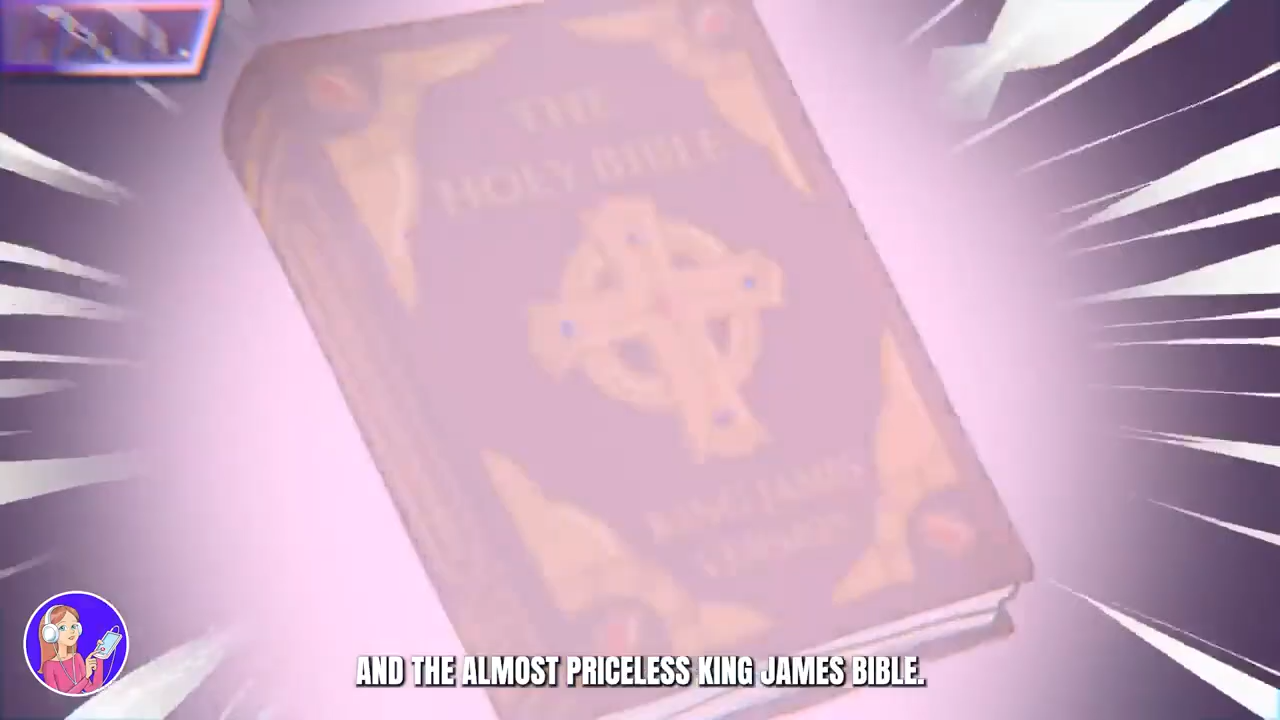 THE
HOLY BIBLE
KING JAMES
VERSION
AND THE ALMOST PRICELESS KING JAMES BIBLE.